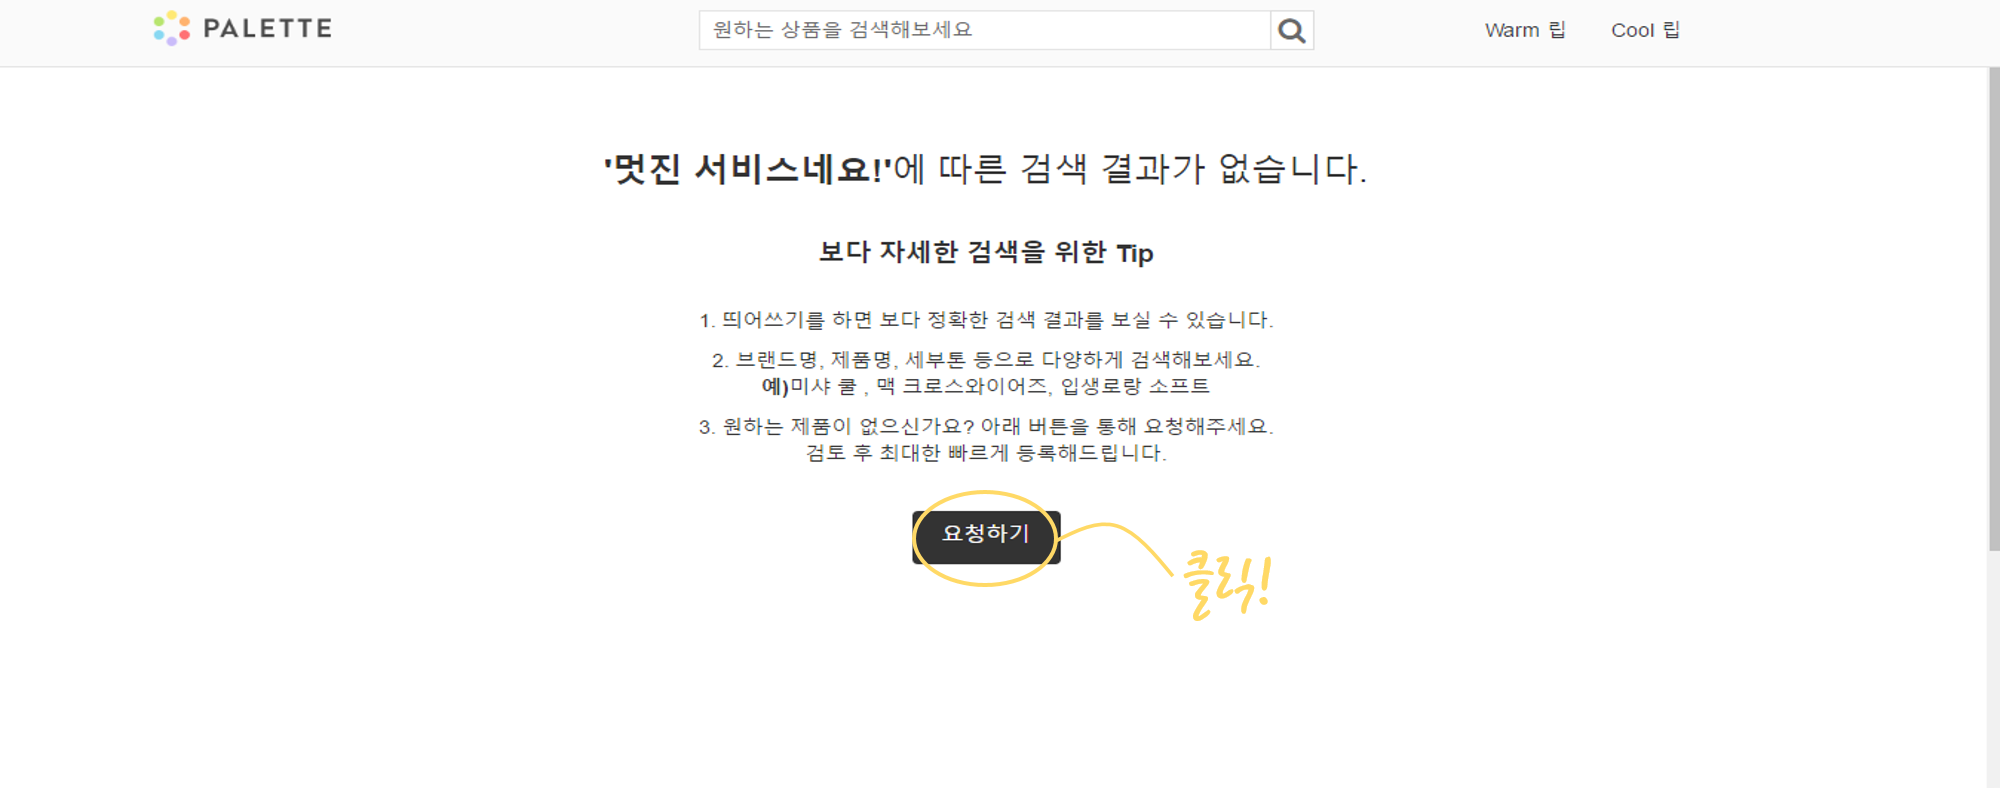 PALETTE
원하는 상품을 검색해보세요
Warm 립
Cool 립
'멋진 서비스네요!'에 따른 검색 결과가 없습니다.
보다 자세한 검색을 위한 Tip
1. 띄어쓰기를 하면 보다 정확한 검색 결과를 보실 수 있습니다.
2. 브랜드명, 제품명, 세부톤 등으로 다양하게 검색해보세요.
예)미샤 쿨 , 맥 크로스와이어즈, 입생로랑 소프트
3. 원하는 제품이 없으신가요? 아래 버튼을 통해 요청해주세요.
검토 후 최대한 빠르게 등록해드립니다.
요청하기
클릭!